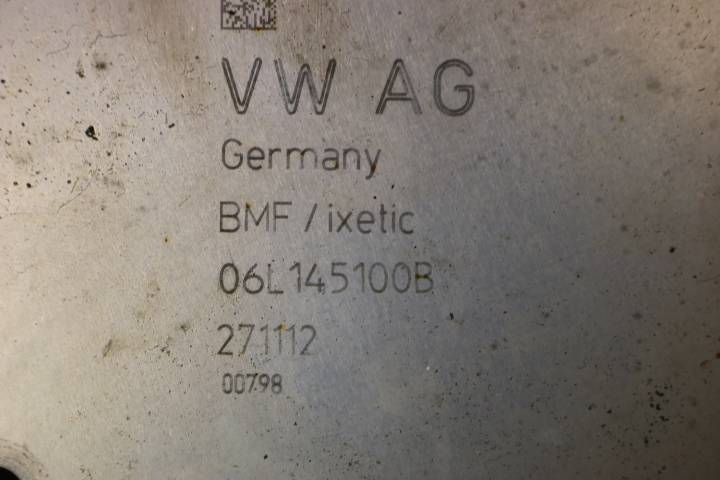 VW AG
Germany
BMF / ixetic
06L145100B
271112
00798